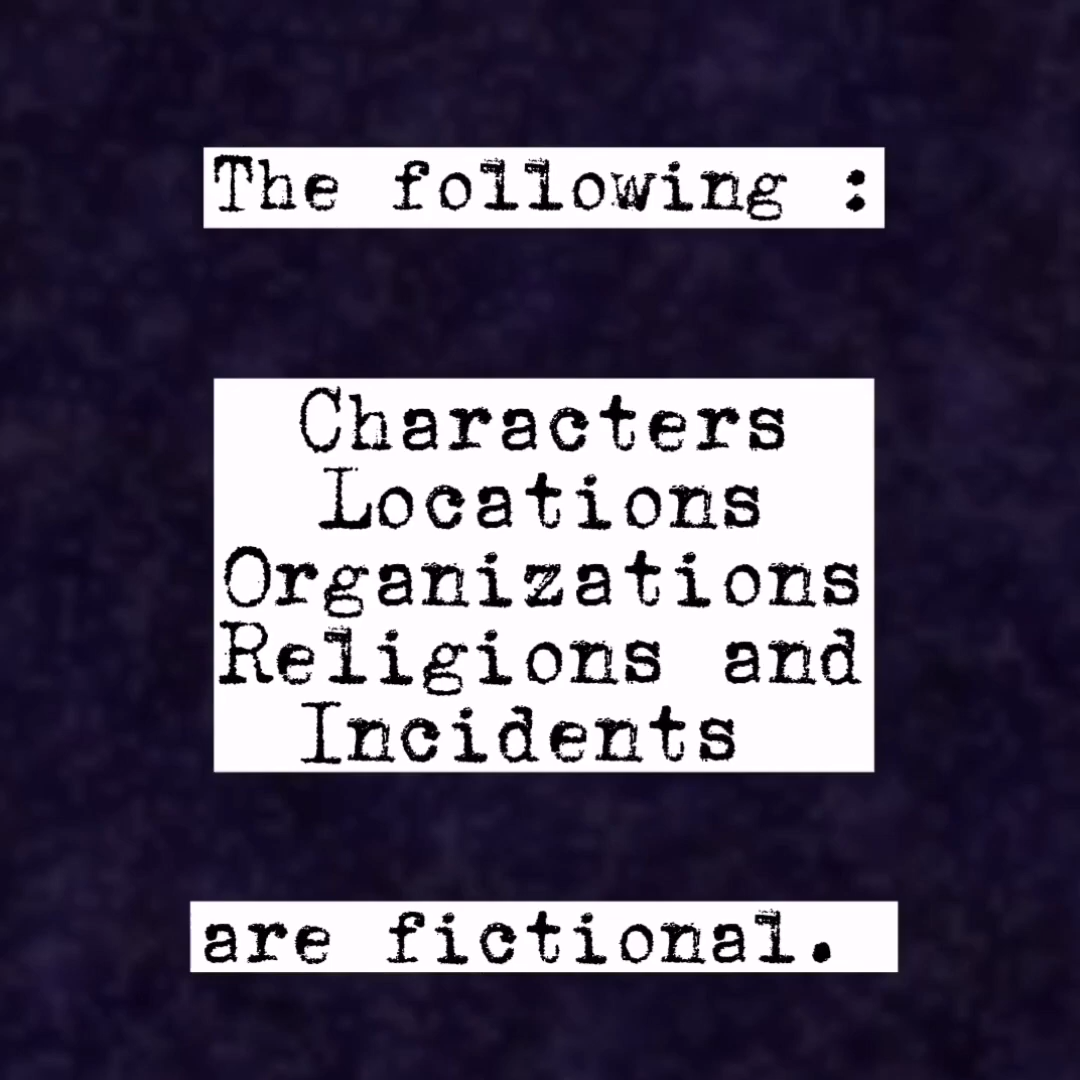 The following :
Characters
Locations
Organizations
Religions and
Incidents
are fictional.